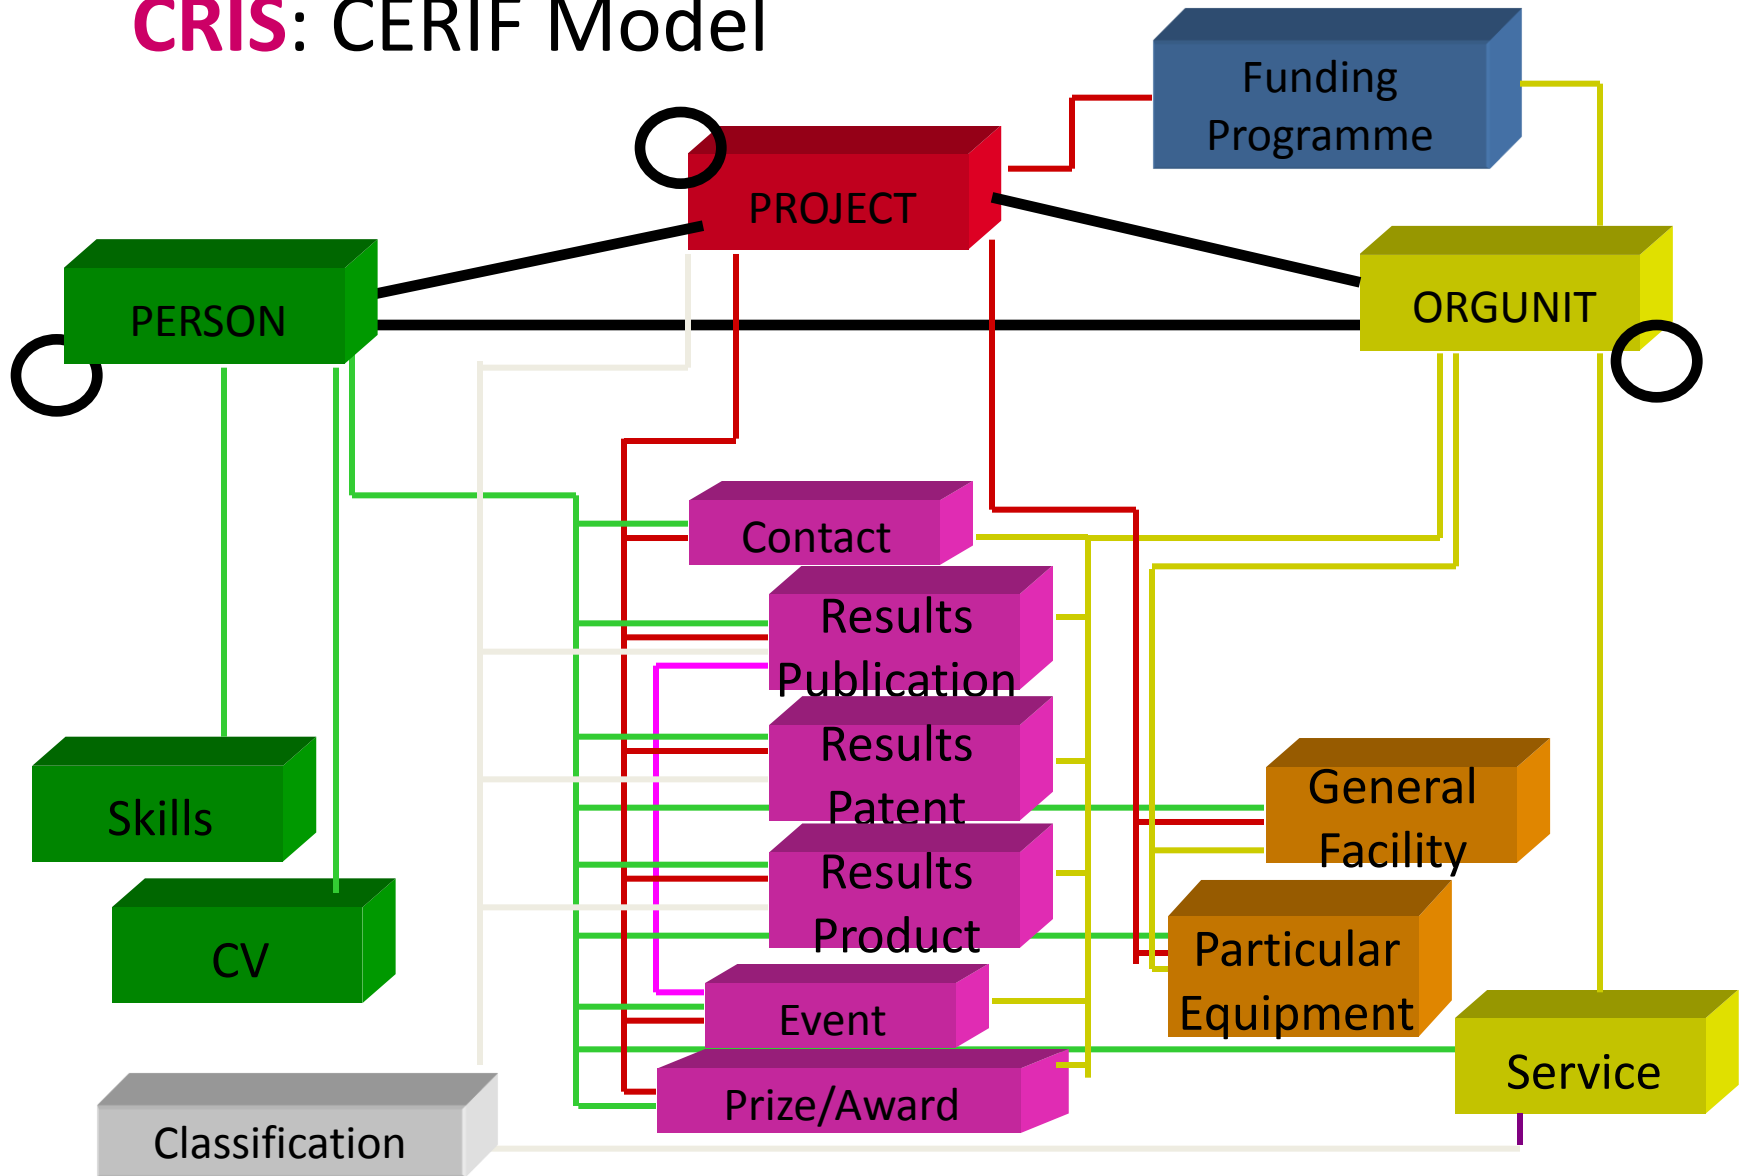 CRIS: CERIF Model
Funding
Programme
PROJECT
PERSON
ORGUNIT
Contact
Results
Publication
Results
Patent
General
Facility
Skills
Results
Product
Particular
Equipment
CV
Event
Service
Prize/Award
Classification